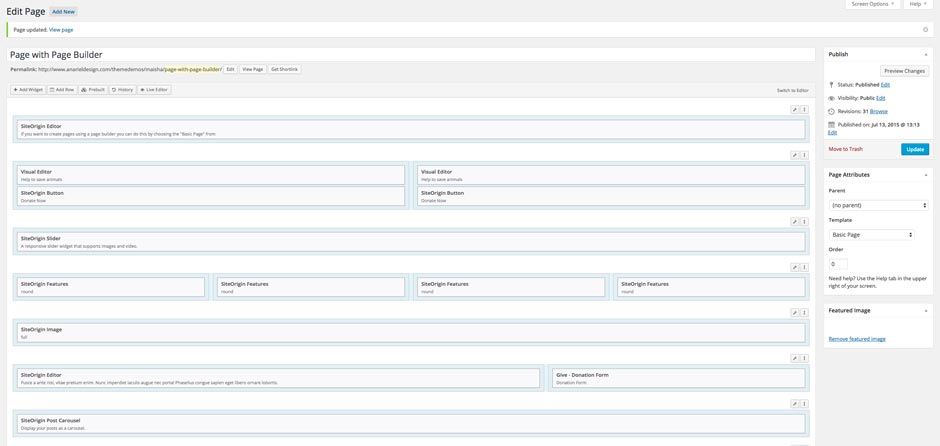 Edit Page Add New
Screen Options Help
Page updated. View page
Page with Page Builder
Permalink: http://www.anarieldesign.com/themedemos/maisha/page-with-page-builder/ Edit View Page Get Shortlink
Add Widget Add Row Prebuilt History Live Editor Switch to Editor
SiteOrigin Editor
If you want to create pages using a page builder you can do this by choosing the "Basic Page" from
Visual Editor
Help to save animals
SiteOrigin Button
Donate Now
Visual Editor
Help to save animals
SiteOrigin Button
Donate Now
SiteOrigin Slider
A responsive slider widget that supports images and video.
SiteOrigin Features
round
SiteOrigin Features
round
SiteOrigin Features
round
SiteOrigin Features
round
SiteOrigin Image
full
SiteOrigin Editor
Fusce a ante nisi, vitae pretium enim. Nunc imperdiet iaculis augue nec portal Phasellus congue sapien eget libero ornare lobortis.
Give - Donation Form
Donation Form
SiteOrigin Post Carousel
Display your posts as a carousel.
Publish
Preview Changes
Status: Published Edit
Visibility: Public Edit
Revisions: 31 Browse
Published on: Jul 13, 2015 @ 13:13
Edit
Move to Trash Update
Page Attributes
Parent
(no parent)
Template
Basic Page
Order
0
Need help? Use the Help tab in the upper
right of your screen.
Featured Image
Remove featured image